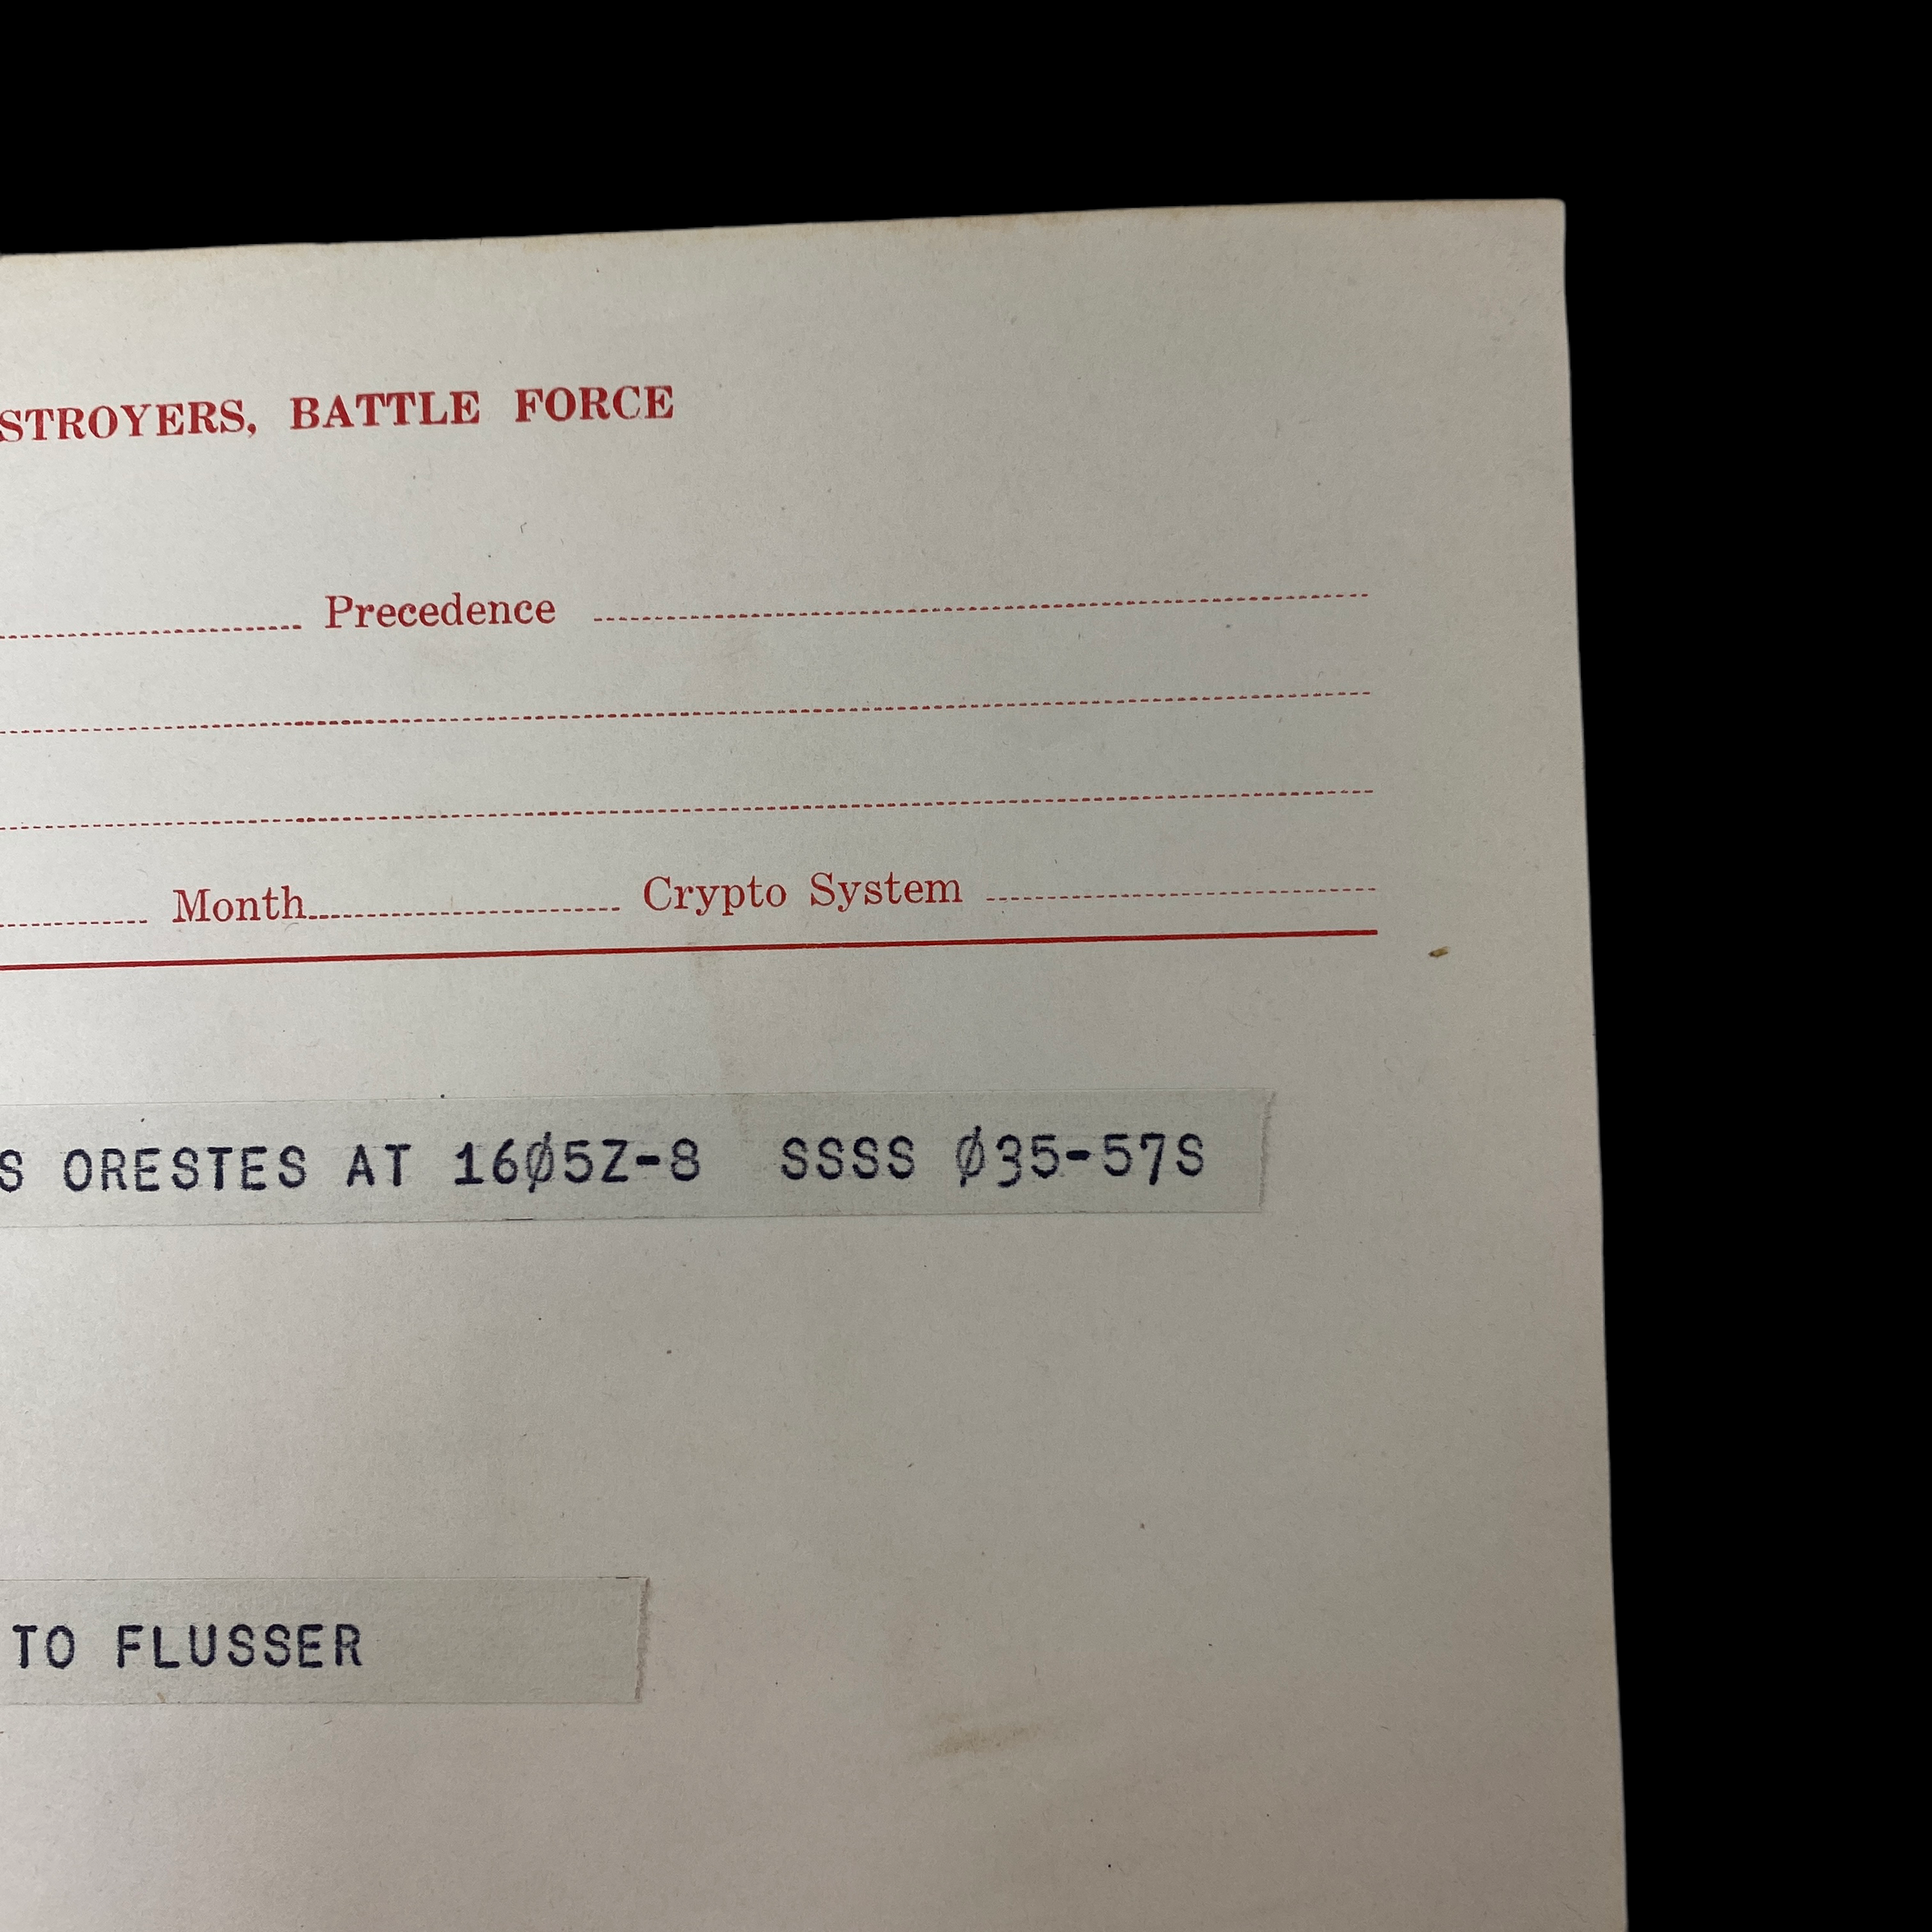 STROYERS, BATTLE FORCE
Precedence
Month Crypto System
S ORESTES AT 16Ø5Z-8 SSSS Ø35-57S
TO FLUSSER